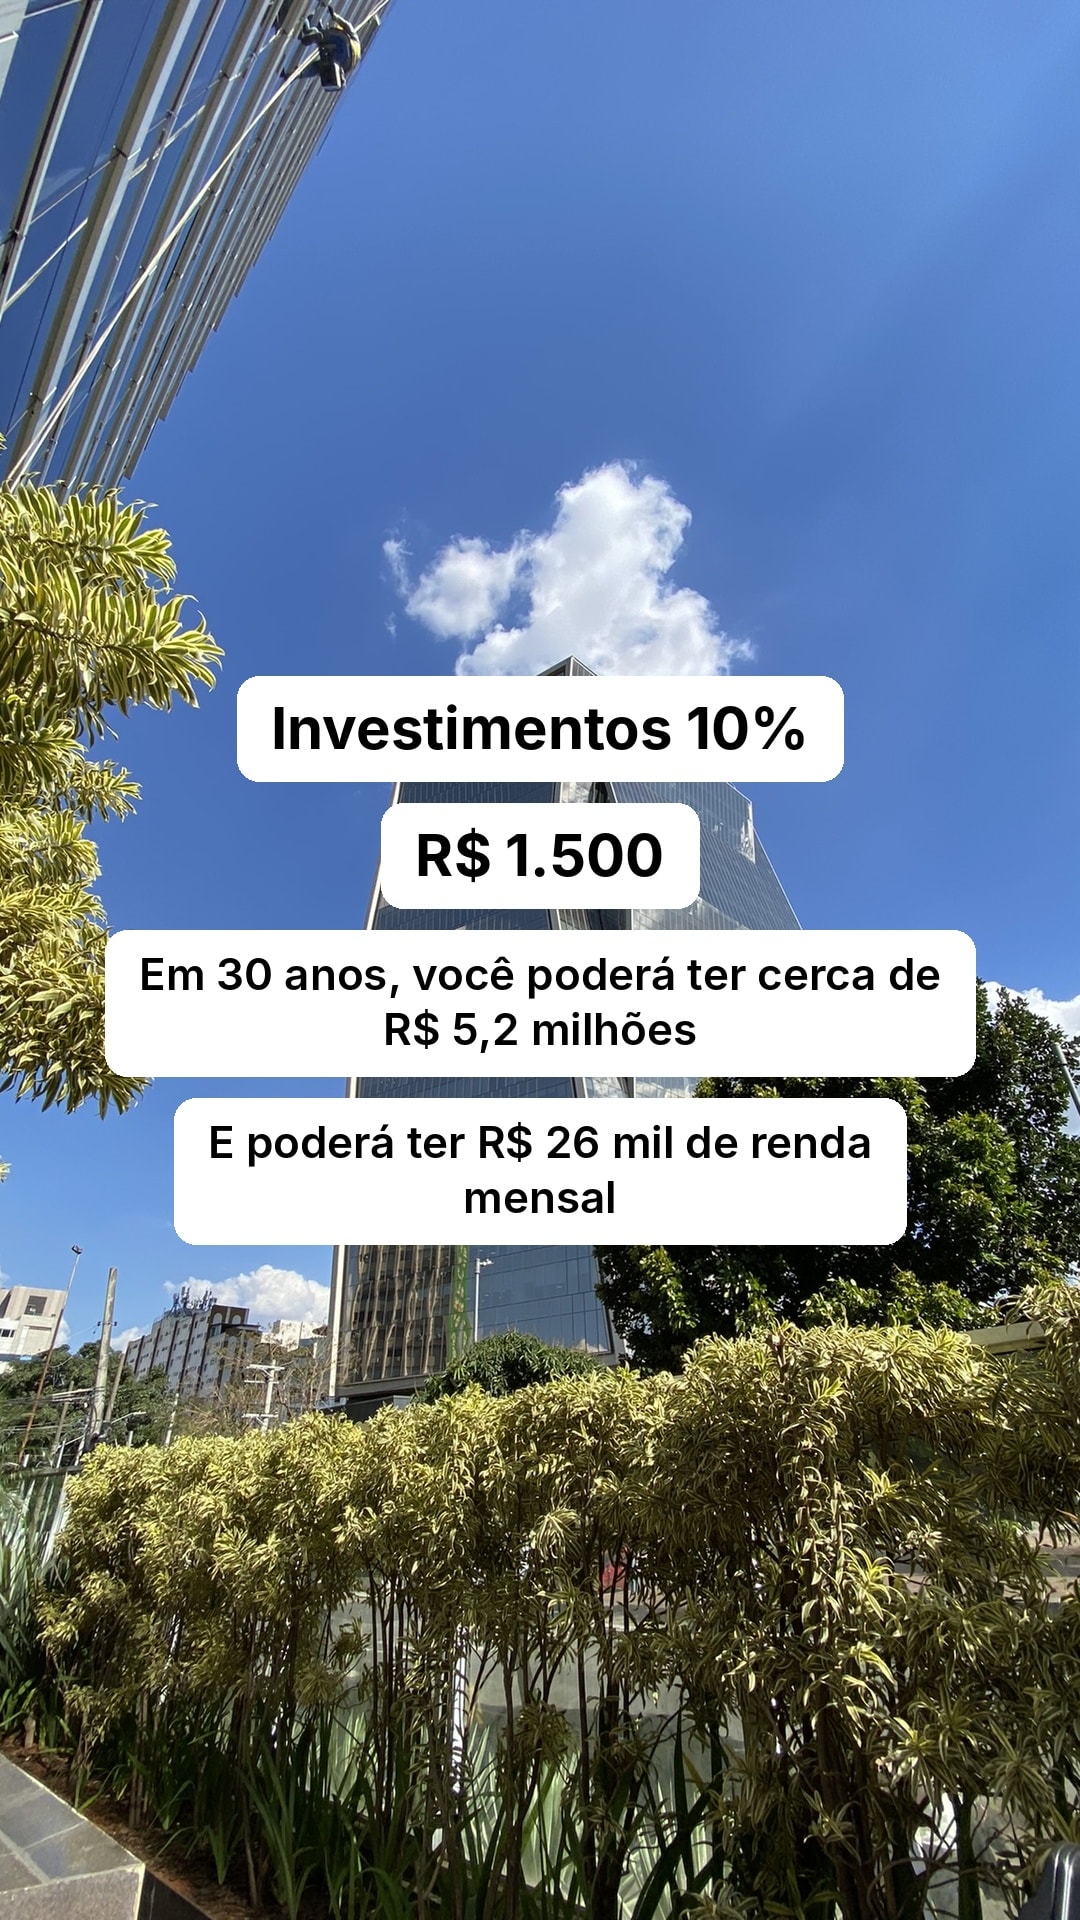 Investimentos 10%
R$ 1.500
Em 30 anos, você poderá ter cerca de
R$ 5,2 milhões
E poderá ter R$ 26 mil de renda
mensal